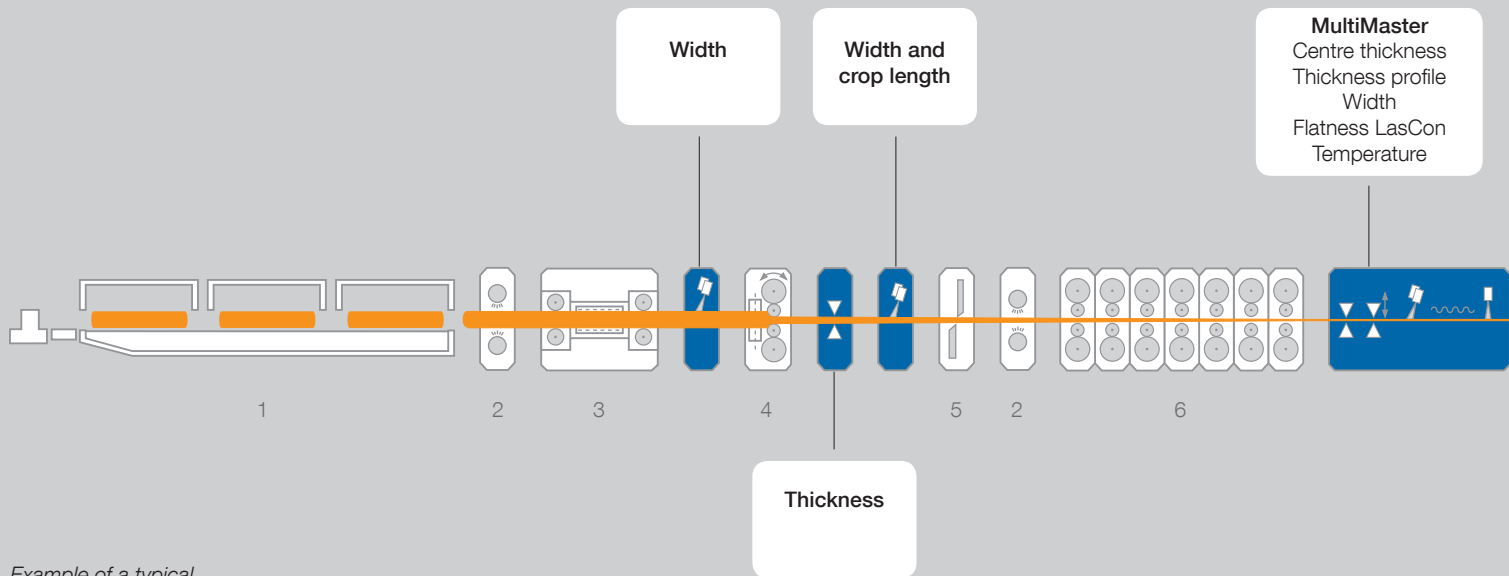 Width
Width and
crop length
MultiMaster
Centre thickness
Thickness profile
Width
Flatness LasCon
Temperature
1
2
3
4
5
2
6
Thickness
Example of a typical